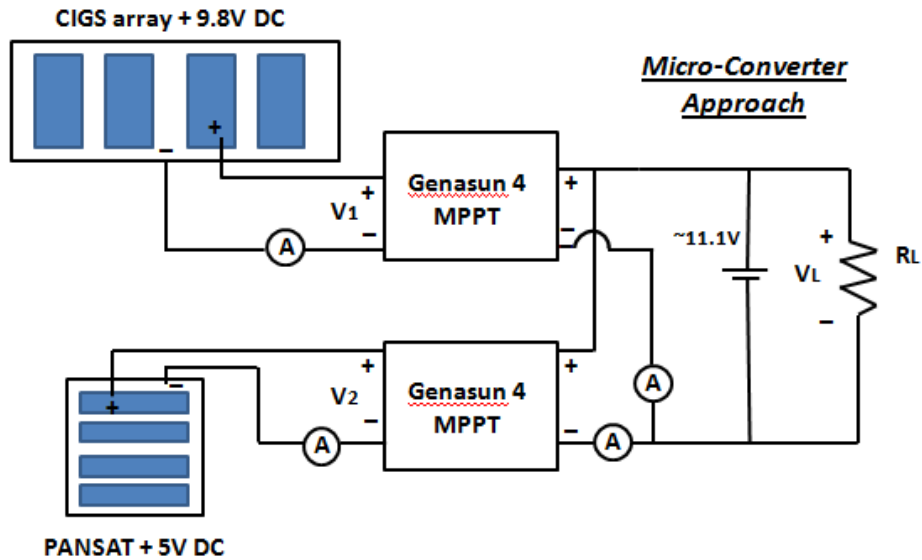 CIGS array + 9.8V DC
Micro-Converter
Approach
+
−
Genasun 4
MPPT
V1
+
−
+
−
A
~11.1V
+
VL
−
RL
Genasun 4
MPPT
V2
+
−
+
−
A
A
A
−
+
PANSAT + 5V DC